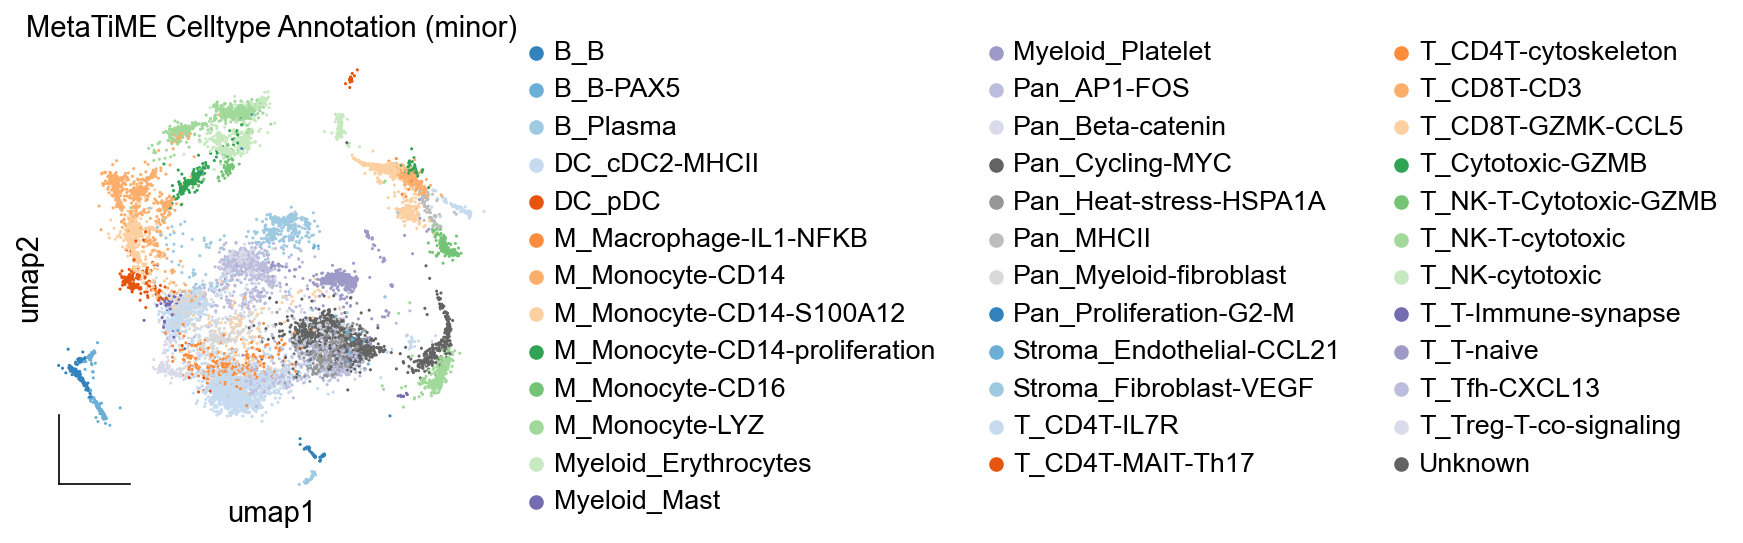 MetaTiME Celltype Annotation (minor)
umap2
umap1
B_B
B_B-PAX5
B_Plasma
DC_cDC2-MHCII
DC_pDC
M_Macrophage-IL1-NFKB
M_Monocyte-CD14
M_Monocyte-CD14-S100A12
M_Monocyte-CD14-proliferation
M_Monocyte-CD16
M_Monocyte-LYZ
Myeloid_Erythrocytes
Myeloid_Mast
Myeloid_Platelet
Pan_AP1-FOS
Pan_Beta-catenin
Pan_Cycling-MYC
Pan_Heat-stress-HSPA1A
Pan_MHCII
Pan_Myeloid-fibroblast
Pan_Proliferation-G2-M
Stroma_Endothelial-CCL21
Stroma_Fibroblast-VEGF
T_CD4T-IL7R
T_CD4T-MAIT-Th17
T_CD4T-cytoskeleton
T_CD8T-CD3
T_CD8T-GZMK-CCL5
T_Cytotoxic-GZMB
T_NK-T-Cytotoxic-GZMB
T_NK-T-cytotoxic
T_NK-cytotoxic
T_T-Immune-synapse
T_T-naive
T_Tfh-CXCL13
T_Treg-T-co-signaling
Unknown